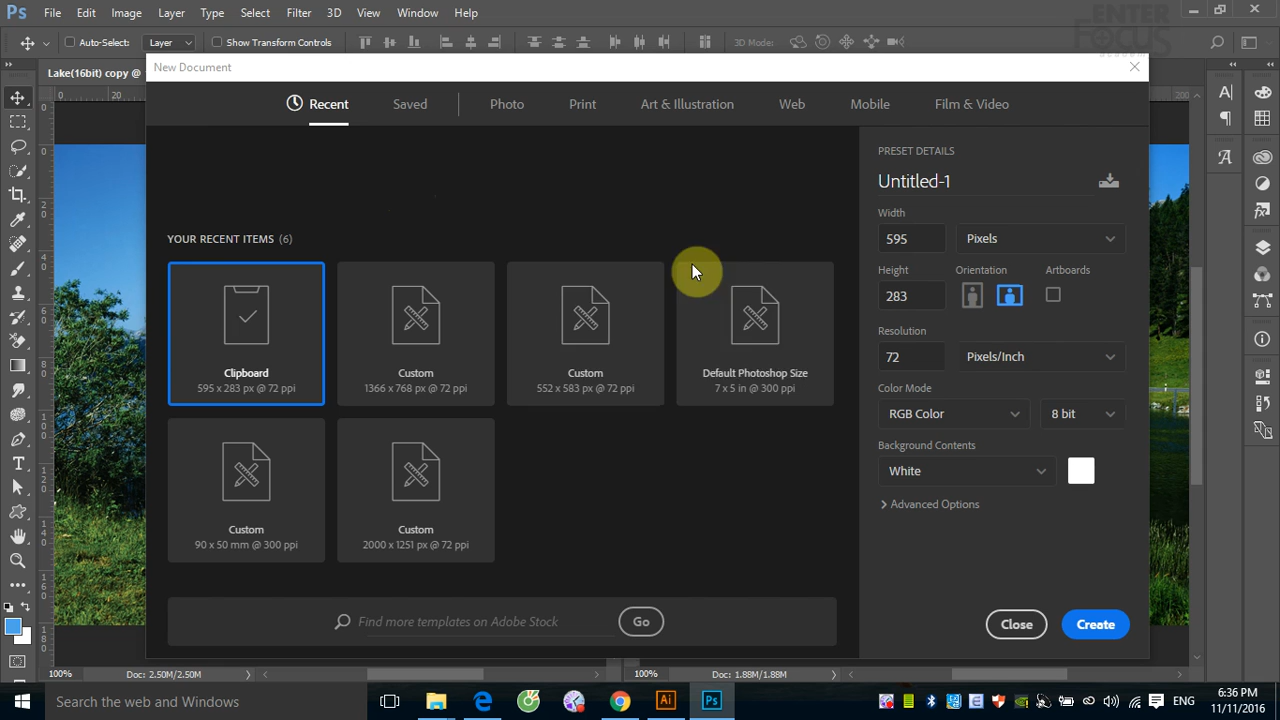 Ps File Edit Image Layer Type Select Filter 3D View Window Help
ENTER
FOCUS
Auto-Select: Layer Show Transform Controls 3D Mode:
Lake(16bit) copy @
New Document
Recent Saved Photo Print Art & Illustration Web Mobile Film & Video
PRESET DETAILS
Untitled-1
Width
595 Pixels
Height Orientation Artboards
283
Resolution
72 Pixels/Inch
Color Mode
RGB Color 8 bit
Background Contents
White
Advanced Options
YOUR RECENT ITEMS (6)
Clipboard
595 x 283 px @ 72 ppi
Custom
1366 x 768 px @ 72 ppi
Custom
552 x 583 px @ 72 ppi
Default Photoshop Size
7 x 5 in @ 300 ppi
Custom
90 x 50 mm @ 300 ppi
Custom
2000 x 1251 px @ 72 ppi
Find more templates on Adobe Stock Go
Close Create
100% Doc: 2.50M/2.50M 100% Doc: 1.88M/1.88M
Search the web and Windows
Ai Ps
ENG
6:36 PM
11/11/2016